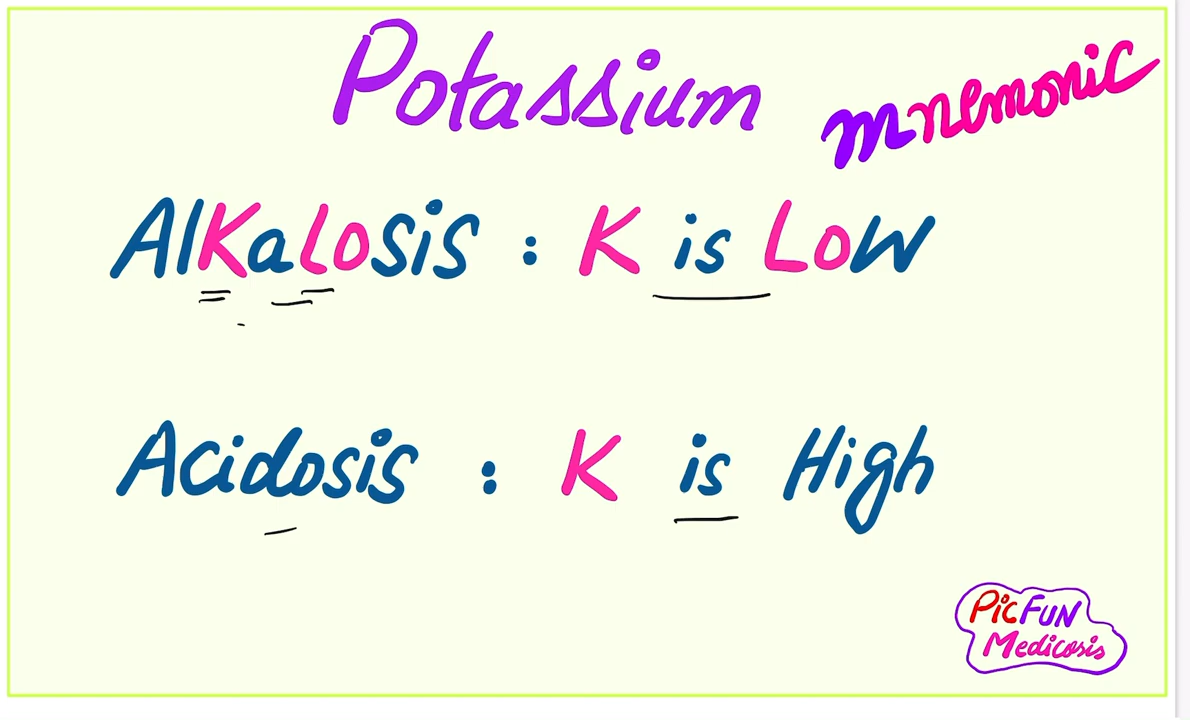 Potassium
mnemonic
AlKaLosis : K is Low
Acidosis : K is High
PicFUN
Medicosis